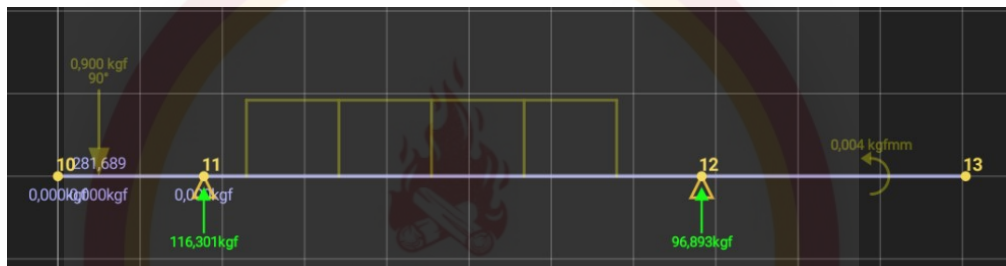 0,900 kgf
90°
0,004 kgfmm
10
281,689
11
12
13
0,000kgf
0,000kgf
0,000kgf
116,301kgf
96,893kgf